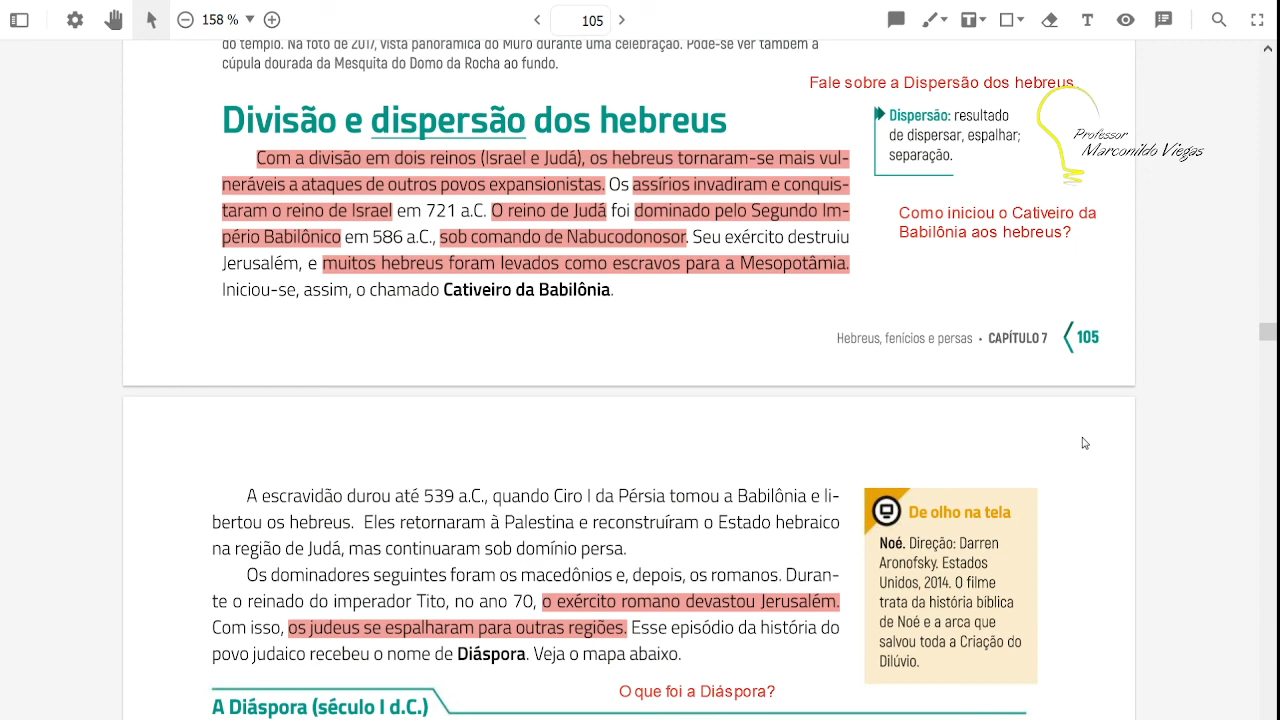 158 %
105
do templo. Na foto de 2017, vista panorâmica do Muro durante uma celebração. Pode-se ver também a
cúpula dourada da Mesquita do Domo da Rocha ao fundo.
Fale sobre a Dispersão dos hebreus.
Divisão e dispersão dos hebreus
Dispersão: resultado
de dispersar, espalhar;
separação.
Professor
Marconildo Viegas
Com a divisão em dois reinos (Israel e Judá), os hebreus tornaram-se mais vul-
neráveis a ataques de outros povos expansionistas. Os assírios invadiram e conquis-
taram o reino de Israel em 721 a.C. O reino de Judá foi dominado pelo Segundo Im-
pério Babilônico em 586 a.C., sob comando de Nabucodonosor. Seu exército destruiu
Jerusalém, e muitos hebreus foram levados como escravos para a Mesopotâmia.
Iniciou-se, assim, o chamado Cativeiro da Babilônia.
Como iniciou o Cativeiro da
Babilônia aos hebreus?
Hebreus, fenícios e persas • CAPÍTULO 7 105
A escravidão durou até 539 a.C., quando Ciro I da Pérsia tomou a Babilônia e li-
bertou os hebreus. Eles retornaram à Palestina e reconstruíram o Estado hebraico
na região de Judá, mas continuaram sob domínio persa.
Os dominadores seguintes foram os macedônios e, depois, os romanos. Duran-
te o reinado do imperador Tito, no ano 70, o exército romano devastou Jerusalém.
Com isso, os judeus se espalharam para outras regiões. Esse episódio da história do
povo judaico recebeu o nome de Diáspora. Veja o mapa abaixo.
De olho na tela
Noé. Direção: Darren
Aronofsky. Estados
Unidos, 2014. O filme
trata da história bíblica
de Noé e a arca que
salvou toda a Criação do
Dilúvio.
O que foi a Diáspora?
A Diáspora (século I d.C.)